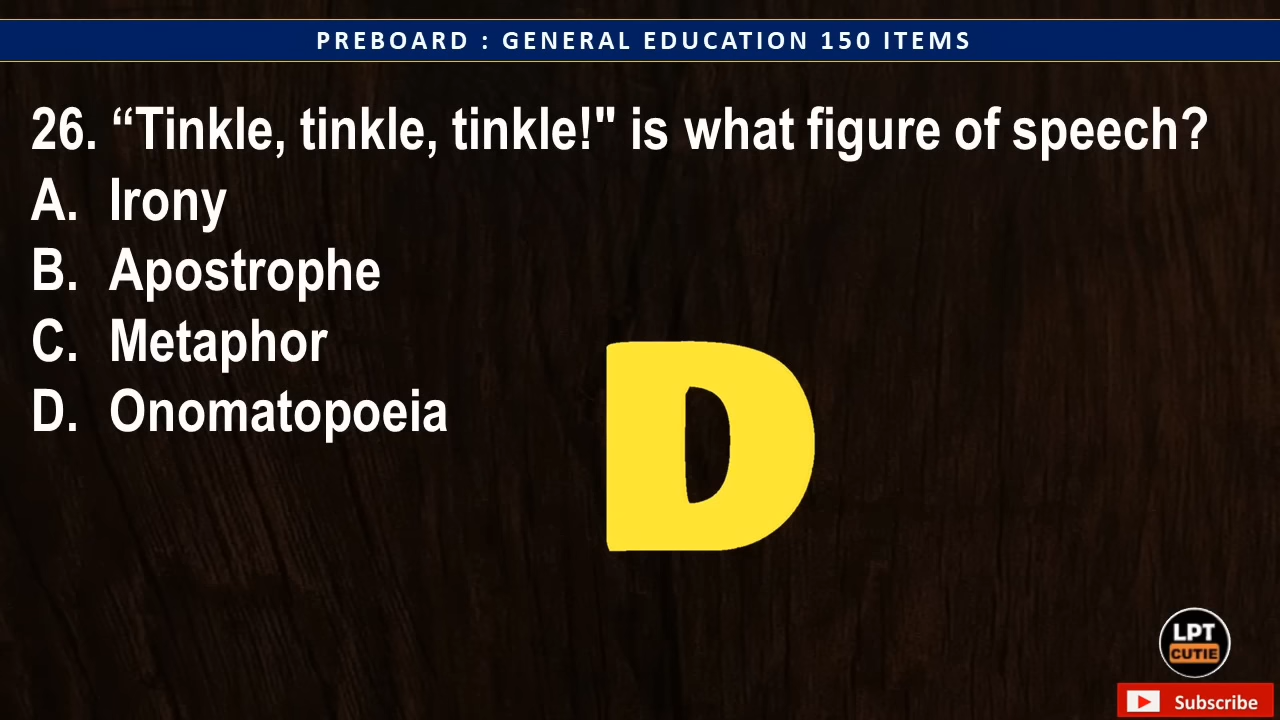 PREBOARD : GENERAL EDUCATION 150 ITEMS
26. “Tinkle, tinkle, tinkle!" is what figure of speech?
A. Irony
B. Apostrophe
C. Metaphor
D. Onomatopoeia
D
LPT
CUTIE
Subscribe